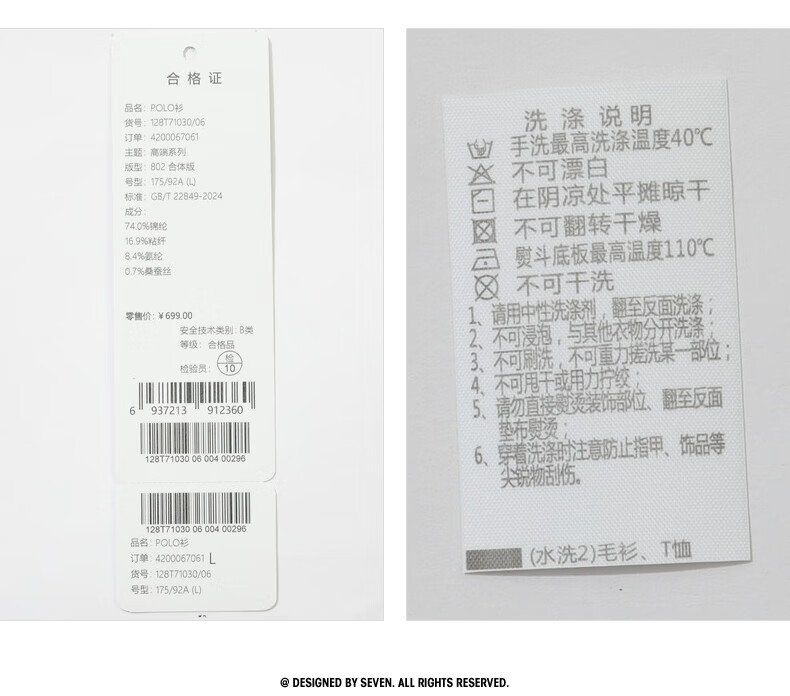 合格证
品名: POLO衫
货号: 128T71030/06
订单: 4200067061
主题: 高端系列
版型: 802 合体版
号型: 175/92A (L)
标准: GB/T 22849-2024
成分:
74.0%锦纶
16.9%粘纤
8.4%氨纶
0.7%桑蚕丝
零售价: ￥699.00
安全技术类别: B类
等级: 合格品
检验员: 检 10
6 937213 912360
128T71030 06 004 00296
128T71030 06 004 00296
品名: POLO衫
订单: 4200067061 L
货号: 128T71030/06
号型: 175/92A (L)
洗涤说明
手洗最高洗涤温度40℃
不可漂白
在阴凉处平摊晾干
不可翻转干燥
熨斗底板最高温度110℃
不可干洗
1、请用中性洗涤剂，翻至反面洗涤；
2、不可浸泡，与其他衣物分开洗涤；
3、不可刷洗，不可重力搓洗某一部位；
4、不可甩干或用力拧绞；
5、请勿直接熨烫装饰部位、翻至反面
垫布熨烫；
6、穿着洗涤时注意防止指甲、饰品等
尖锐物刮伤。
(水洗2)毛衫、T恤
@ DESIGNED BY SEVEN. ALL RIGHTS RESERVED.